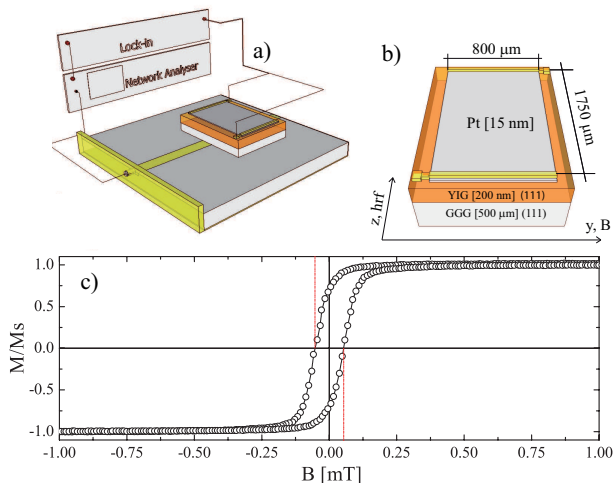 a)
Lock-in
Network Analyser
b)
800 µm
1750 µm
Pt [15 nm]
YIG [200 nm] (111)
GGG [500 µm] (111)
z, hrf
y, B
c)
M/Ms
1.0
0.5
0.0
-0.5
-1.0
-1.00 -0.75 -0.50 -0.25 0.00 0.25 0.50 0.75 1.00
B [mT]